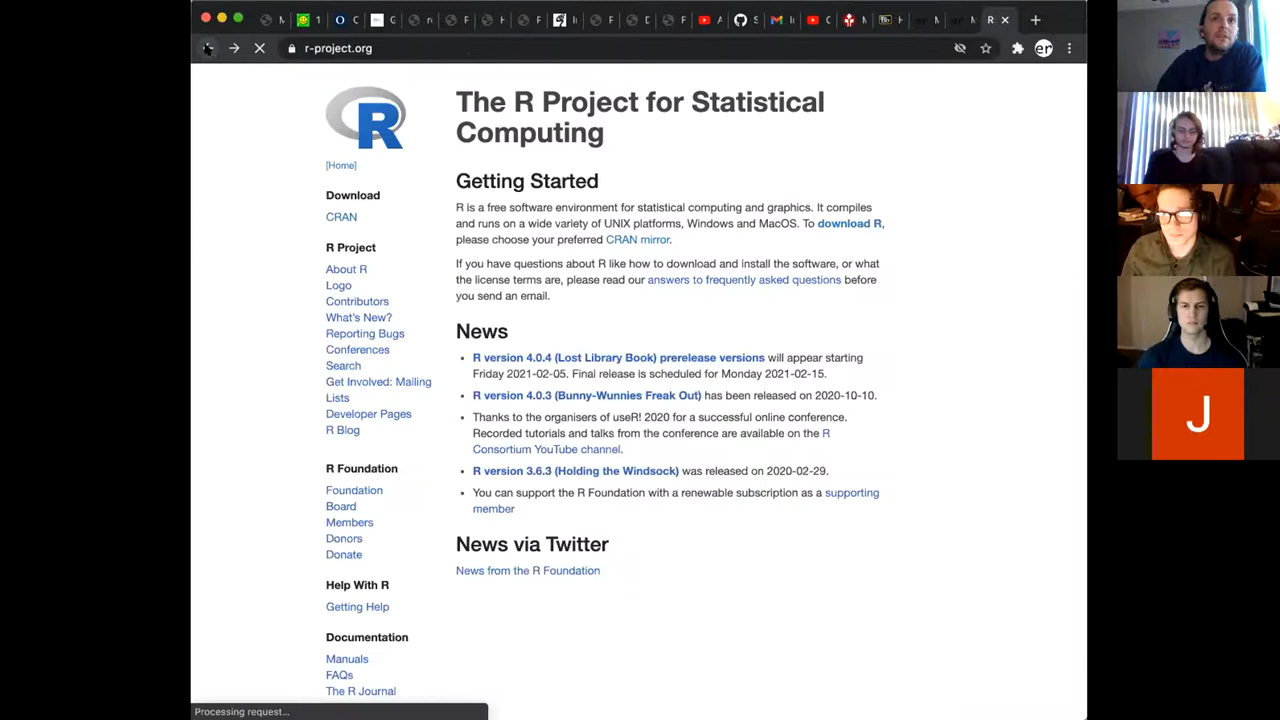 r-project.org
er
R
[Home]
Download
CRAN
R Project
About R
Logo
Contributors
What's New?
Reporting Bugs
Conferences
Search
Get Involved: Mailing
Lists
Developer Pages
R Blog
R Foundation
Foundation
Board
Members
Donors
Donate
Help With R
Getting Help
Documentation
Manuals
FAQs
The R Journal
The R Project for Statistical
Computing
Getting Started
R is a free software environment for statistical computing and graphics. It compiles
and runs on a wide variety of UNIX platforms, Windows and MacOS. To download R,
please choose your preferred CRAN mirror.
If you have questions about R like how to download and install the software, or what
the license terms are, please read our answers to frequently asked questions before
you send an email.
News
• R version 4.0.4 (Lost Library Book) prerelease versions will appear starting
Friday 2021-02-05. Final release is scheduled for Monday 2021-02-15.
• R version 4.0.3 (Bunny-Wunnies Freak Out) has been released on 2020-10-10.
• Thanks to the organisers of useR! 2020 for a successful online conference.
Recorded tutorials and talks from the conference are available on the R
Consortium YouTube channel.
• R version 3.6.3 (Holding the Windsock) was released on 2020-02-29.
• You can support the R Foundation with a renewable subscription as a supporting
member
News via Twitter
News from the R Foundation
Processing request...
J